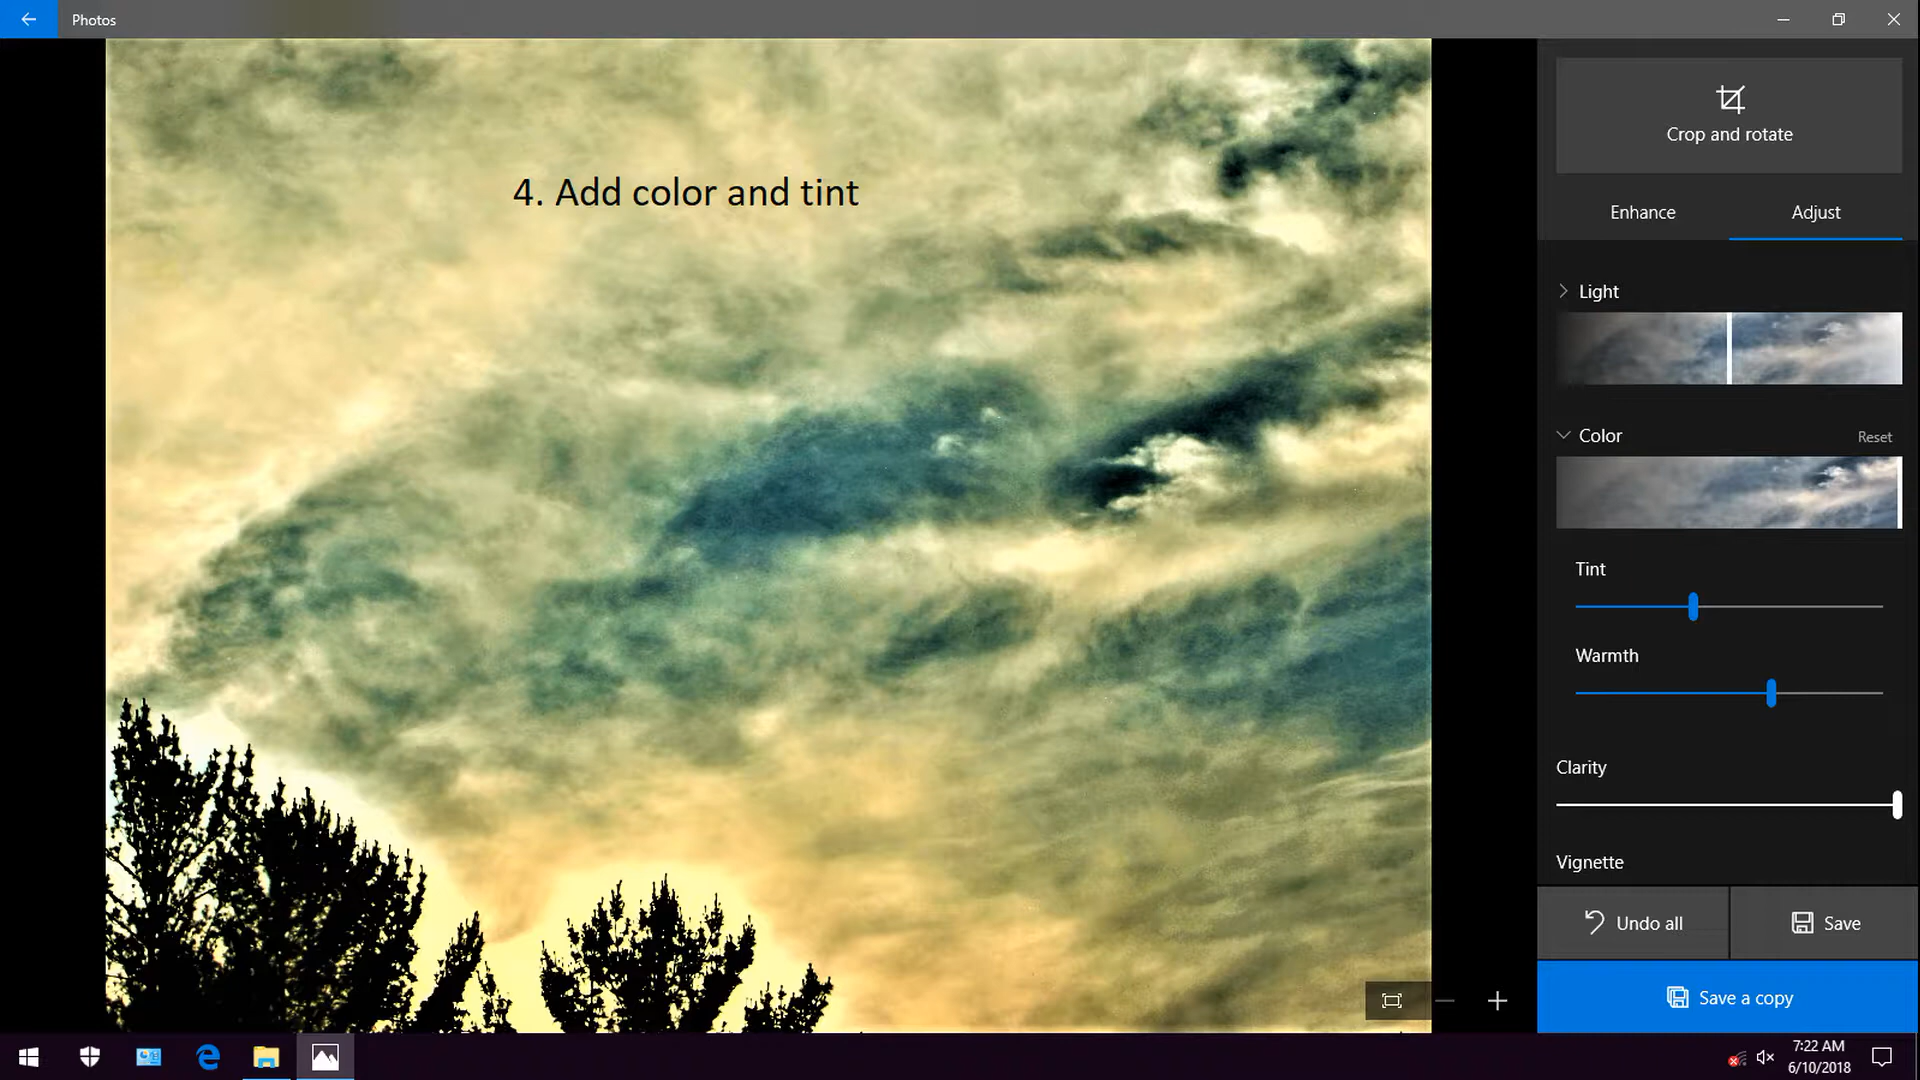 Photos
Crop and rotate
4. Add color and tint
Enhance
Adjust
Light
Color
Reset
Tint
Warmth
Clarity
Vignette
Undo all
Save
Save a copy
7:22 AM
6/10/2018